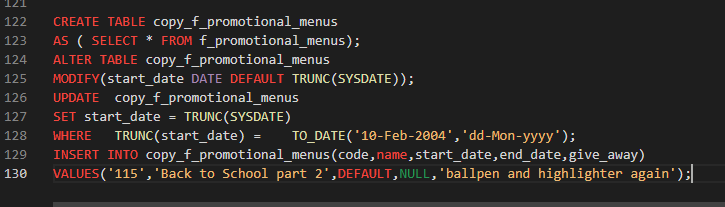 121
122 CREATE TABLE copy_f_promotional_menus
123 AS ( SELECT * FROM f_promotional_menus);
124 ALTER TABLE copy_f_promotional_menus
125 MODIFY(start_date DATE DEFAULT TRUNC(SYSDATE));
126 UPDATE  copy_f_promotional_menus
127 SET start_date = TRUNC(SYSDATE)
128 WHERE   TRUNC(start_date) =    TO_DATE('10-Feb-2004','dd-Mon-yyyy');
129 INSERT INTO copy_f_promotional_menus(code,name,start_date,end_date,give_away)
130 VALUES('115','Back to School part 2',DEFAULT,NULL,'ballpen and highlighter again');